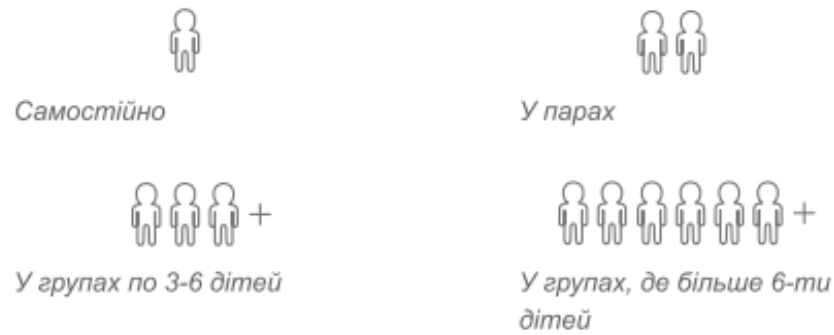 Самостійно
У парах
+
+
У групах по 3-6 дітей
У групах, де більше 6-ти
дітей